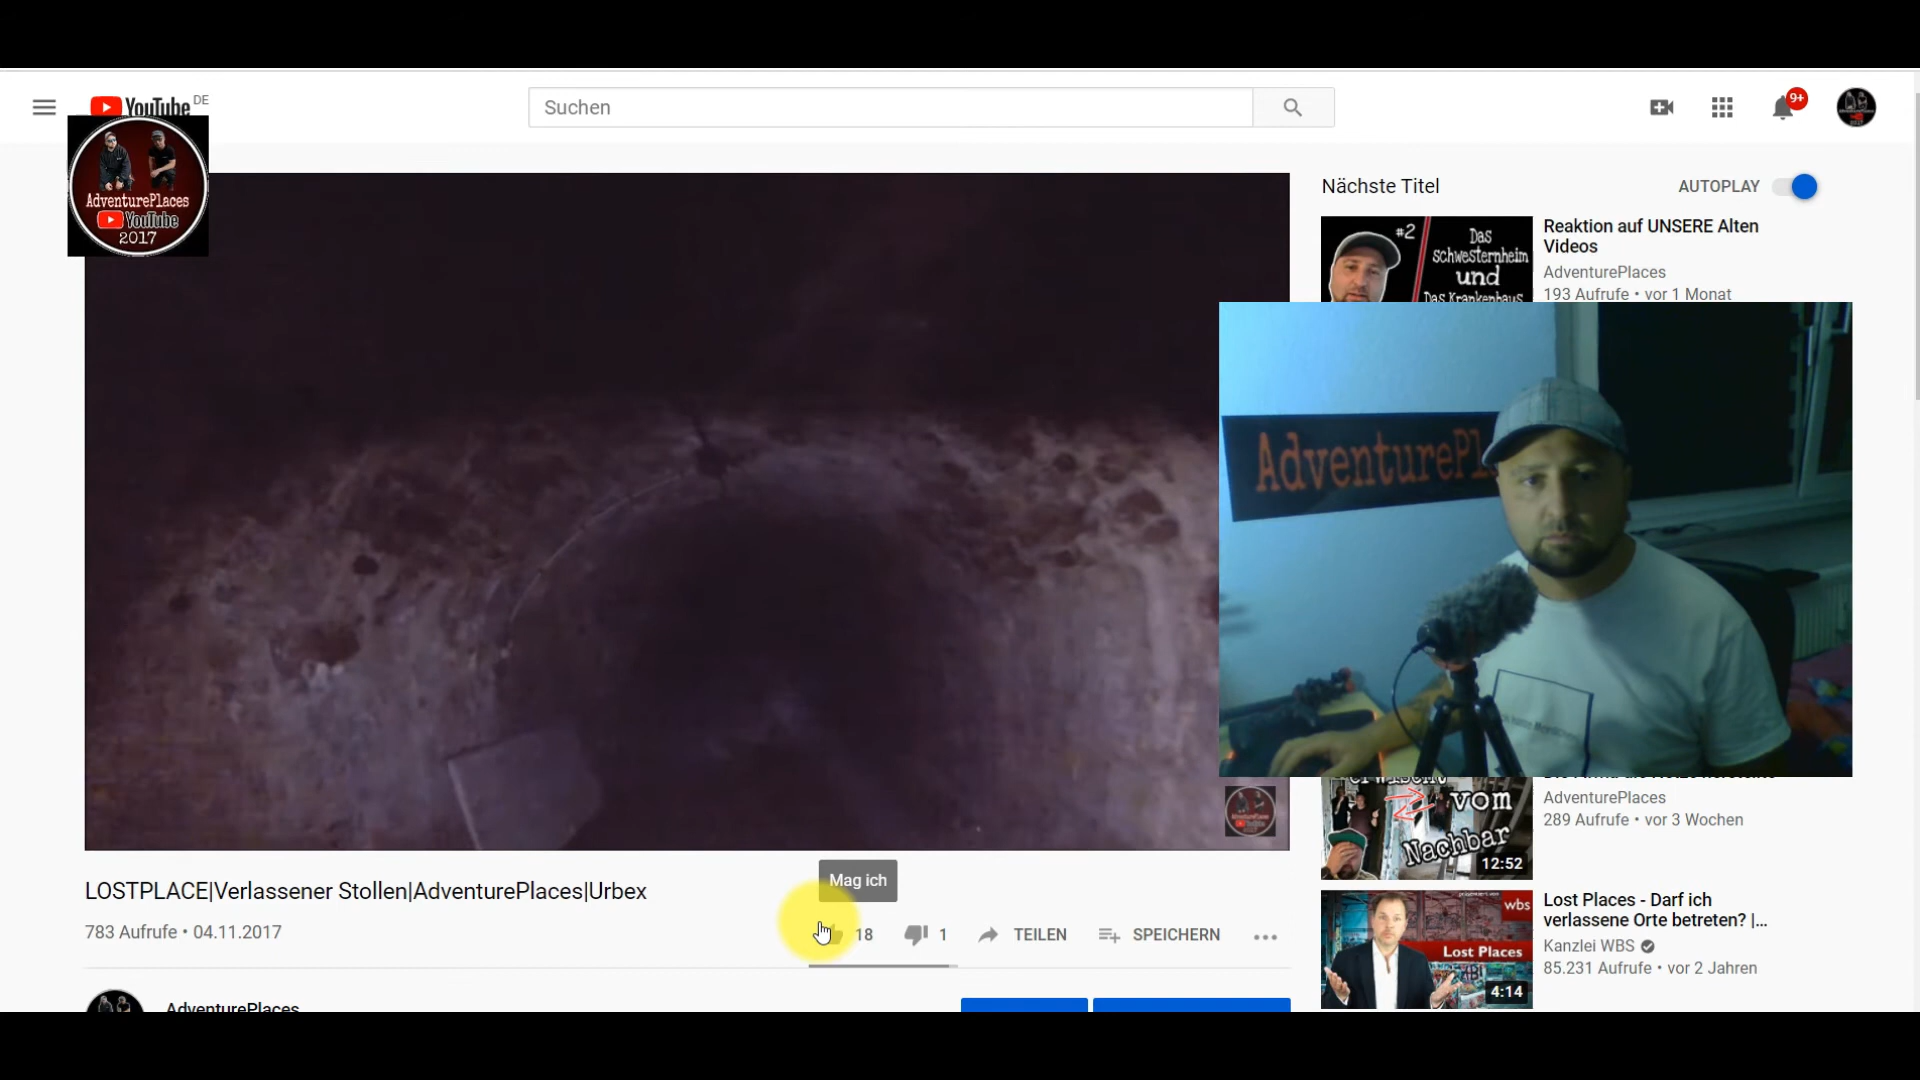 YouTube DE
Suchen
9+
AdventurePlaces
YouTube
2017
Nächste Titel
AUTOPLAY
#2
Das
Schwesternheim
und
Das Krankenhaus
Reaktion auf UNSERE Alten
Videos
AdventurePlaces
193 Aufrufe • vor 1 Monat
AdventurePl
vom
Nachbar
12:52
AdventurePlaces
289 Aufrufe • vor 3 Wochen
wbs
Lost Places
4:14
Lost Places - Darf ich
verlassene Orte betreten? |...
Kanzlei WBS
85.231 Aufrufe • vor 2 Jahren
Mag ich
LOSTPLACE|Verlassener Stollen|AdventurePlaces|Urbex
783 Aufrufe • 04.11.2017
18
1
TEILEN
SPEICHERN
AdventurePlaces